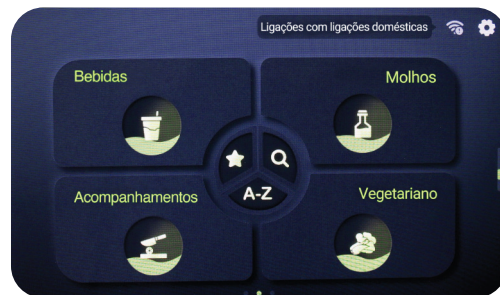 Ligações com ligações domésticas
Bebidas
Molhos
A-Z
Acompanhamentos
Vegetariano